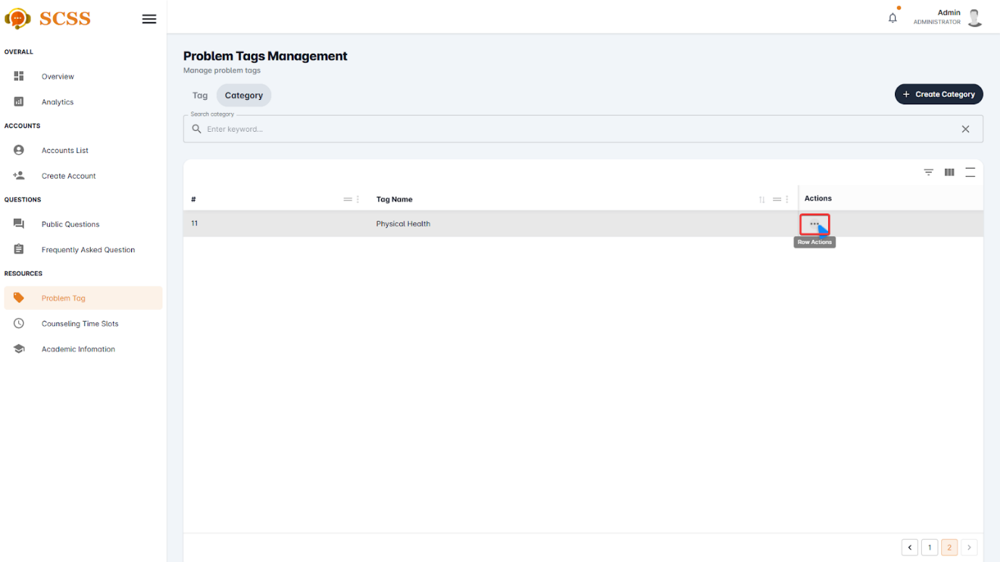 SCSS
Admin
ADMINISTRATOR
OVERALL
Overview
Analytics
ACCOUNTS
Accounts List
Create Account
QUESTIONS
Public Questions
Frequently Asked Question
RESOURCES
Problem Tag
Counseling Time Slots
Academic Infomation
Problem Tags Management
Manage problem tags
Tag Category
+ Create Category
Search category
Enter keyword...
# Tag Name Actions
11 Physical Health
Row Actions
1 2